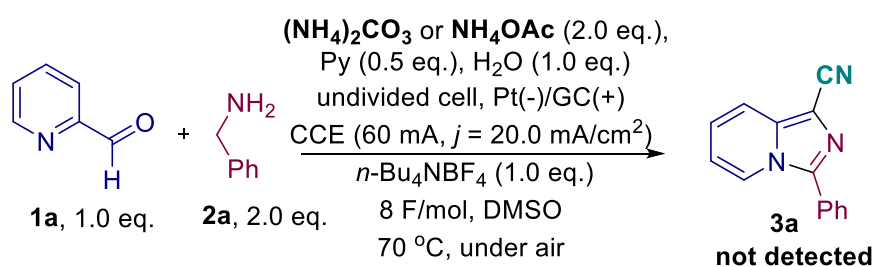 (NH4)2CO3 or NH4OAc (2.0 eq.),
Py (0.5 eq.), H2O (1.0 eq.)
undivided cell, Pt(-)/GC(+)
CCE (60 mA, j = 20.0 mA/cm2)
n-Bu4NBF4 (1.0 eq.)
8 F/mol, DMSO
70 oC, under air
N
O
H
1a, 1.0 eq.
+
NH2
Ph
2a, 2.0 eq.
CN
N
N
Ph
3a
not detected